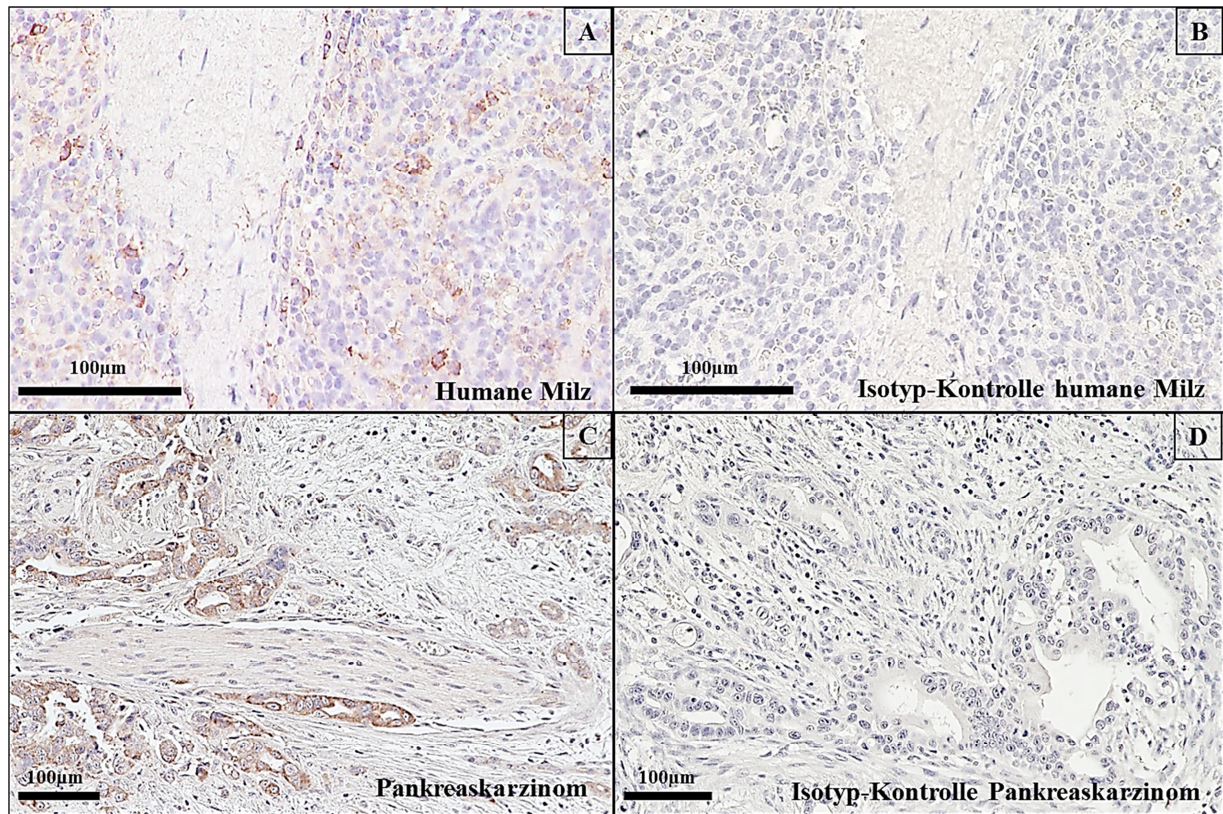 A
100µm
Humane Milz
B
100µm
Isotyp-Kontrolle humane Milz
C
100µm
Pankreaskarzinom
D
100µm
Isotyp-Kontrolle Pankreaskarzinom